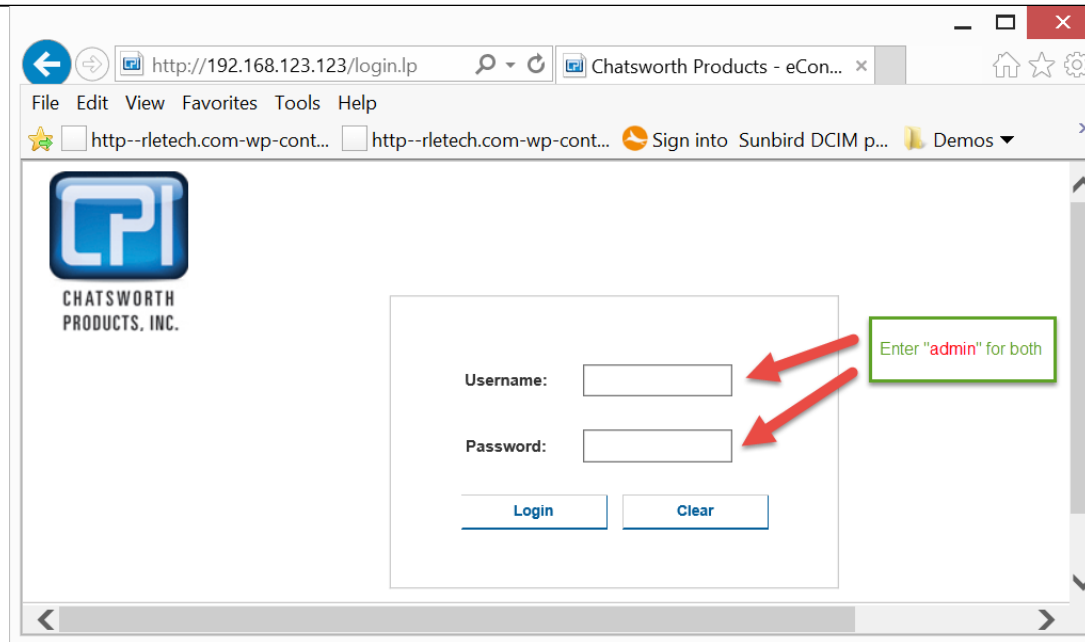 http://192.168.123.123/login.lp
Chatsworth Products - eCon...
File Edit View Favorites Tools Help
http--rletech.com-wp-cont... http--rletech.com-wp-cont... Sign into Sunbird DCIM p... Demos
CPI
CHATSWORTH
PRODUCTS, INC.
Enter "admin" for both
Username:
Password:
Login Clear